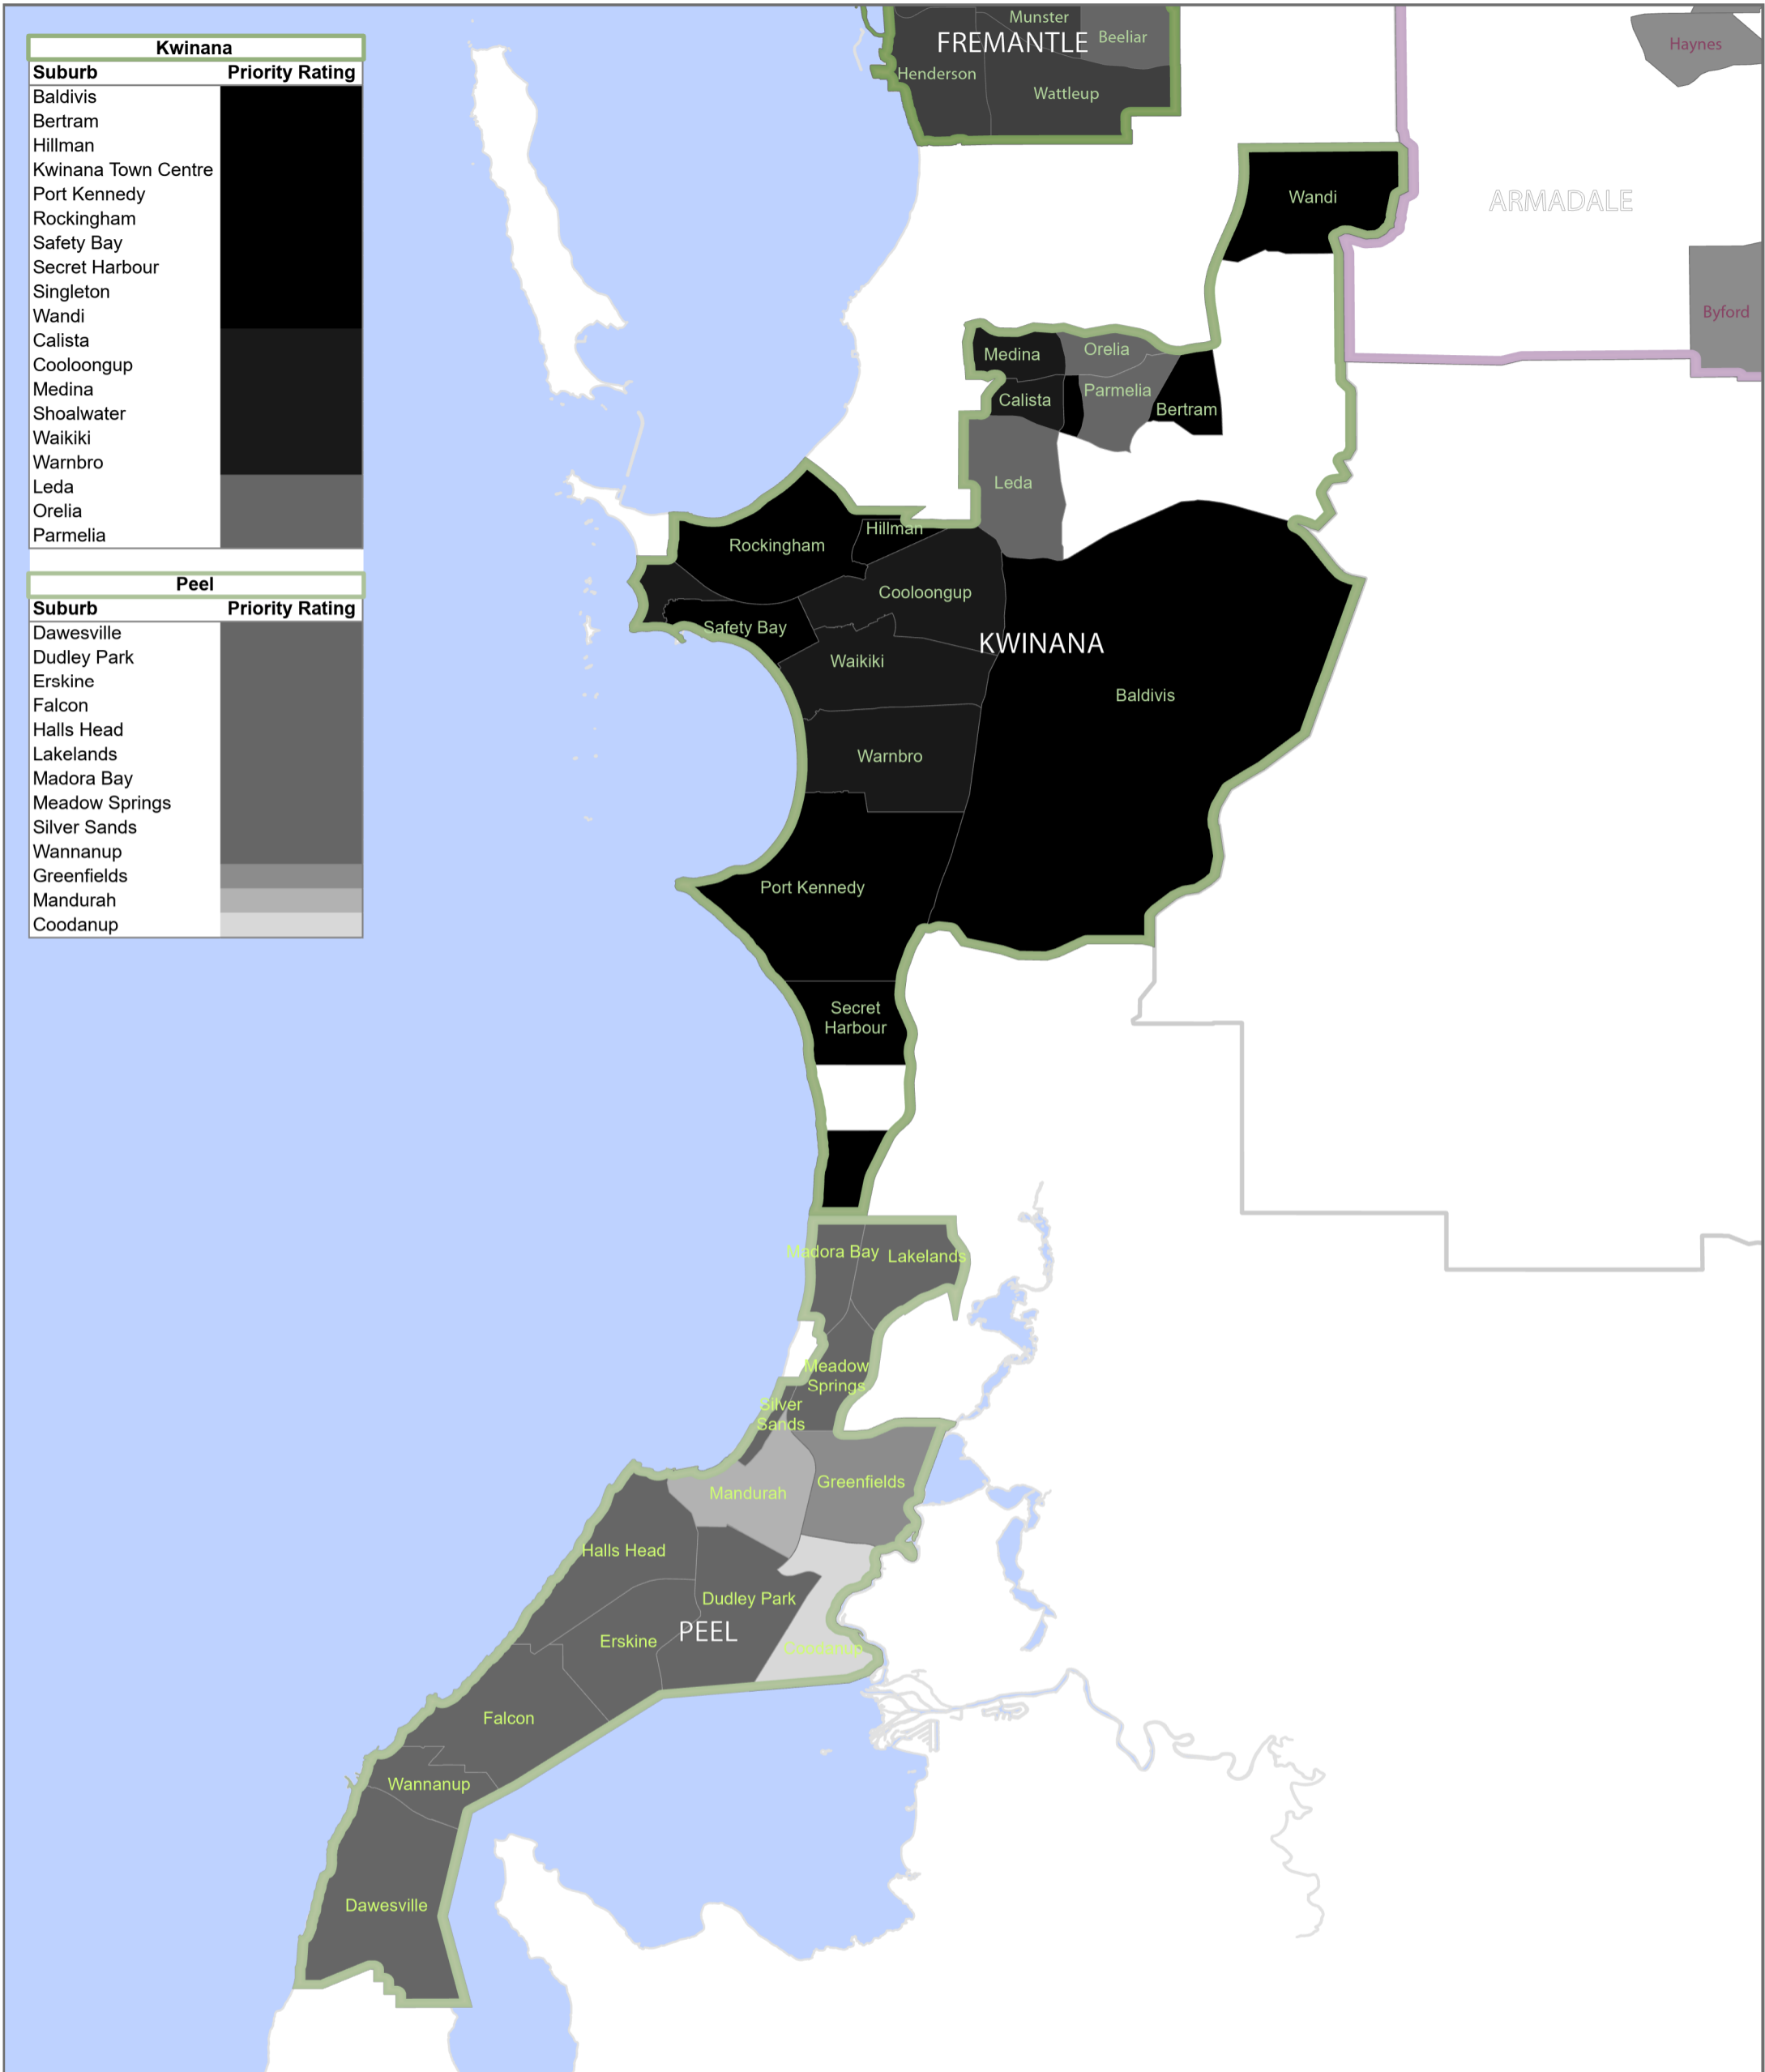 Kwinana
Suburb Priority Rating
Baldivis
Bertram
Hillman
Kwinana Town Centre
Port Kennedy
Rockingham
Safety Bay
Secret Harbour
Singleton
Wandi
Calista
Cooloongup
Medina
Shoalwater
Waikiki
Warnbro
Leda
Orelia
Parmelia
Peel
Suburb Priority Rating
Dawesville
Dudley Park
Erskine
Falcon
Halls Head
Lakelands
Madora Bay
Meadow Springs
Silver Sands
Wannanup
Greenfields
Mandurah
Coodanup
Munster
FREMANTLE
Beeliar
Henderson
Wattleup
Haynes
Wandi
ARMADALE
Byford
Medina
Orelia
Parmelia
Calista
Bertram
Leda
Hillman
Rockingham
Cooloongup
Safety Bay
KWINANA
Waikiki
Baldivis
Warnbro
Port Kennedy
Secret
Harbour
Madora Bay
Lakelands
Meadow
Springs
Silver
Sands
Greenfields
Mandurah
Halls Head
Dudley Park
PEEL
Erskine
Coodanup
Falcon
Wannanup
Dawesville